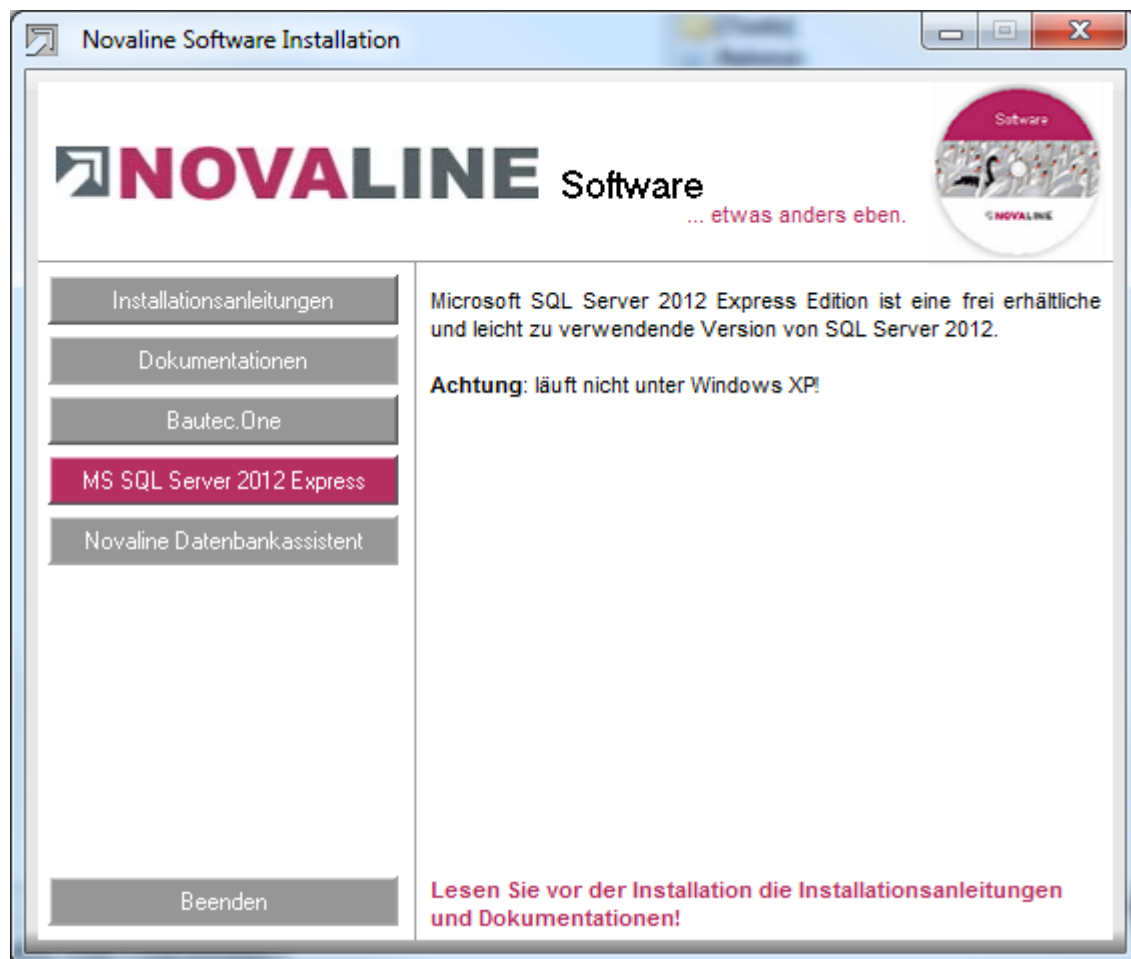 Novaline Software Installation
NOVALINE Software
... etwas anders eben.
Software
NOVALINE
Installationsanleitungen
Dokumentationen
Bautec.One
MS SQL Server 2012 Express
Novaline Datenbankassistent
Beenden
Microsoft SQL Server 2012 Express Edition ist eine frei erhältliche
und leicht zu verwendende Version von SQL Server 2012.
Achtung: läuft nicht unter Windows XP!
Lesen Sie vor der Installation die Installationsanleitungen
und Dokumentationen!